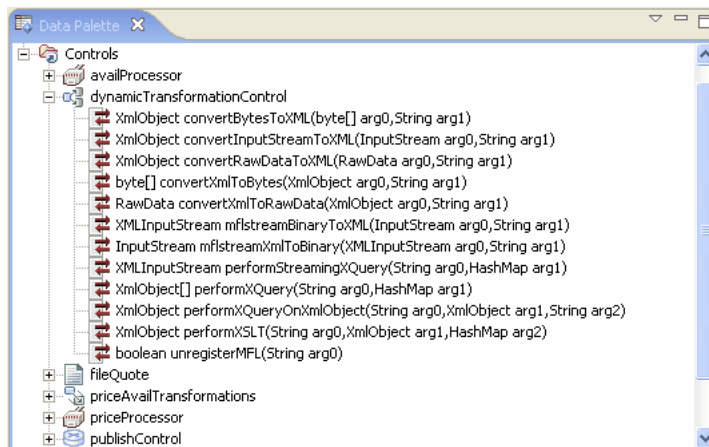 Data Palette
Controls
availProcessor
dynamicTransformationControl
XmlObject convertBytesToXML(byte[] arg0,String arg1)
XmlObject convertInputStreamToXML(InputStream arg0,String arg1)
XmlObject convertRawDataToXML(RawData arg0,String arg1)
byte[] convertXmlToBytes(XmlObject arg0,String arg1)
RawData convertXmlToRawData(XmlObject arg0,String arg1)
XMLInputStream mflstreamBinaryToXML(InputStream arg0,String arg1)
InputStream mflstreamXmlToBinary(XMLInputStream arg0,String arg1)
XMLInputStream performStreamingXQuery(String arg0,HashMap arg1)
XmlObject[] performXQuery(String arg0,HashMap arg1)
XmlObject performXQueryOnXmlObject(String arg0,XmlObject arg1,String arg2)
XmlObject performXSLT(String arg0,XmlObject arg1,HashMap arg2)
boolean unregisterMFL(String arg0)
fileQuote
priceAvailTransformations
priceProcessor
publishControl